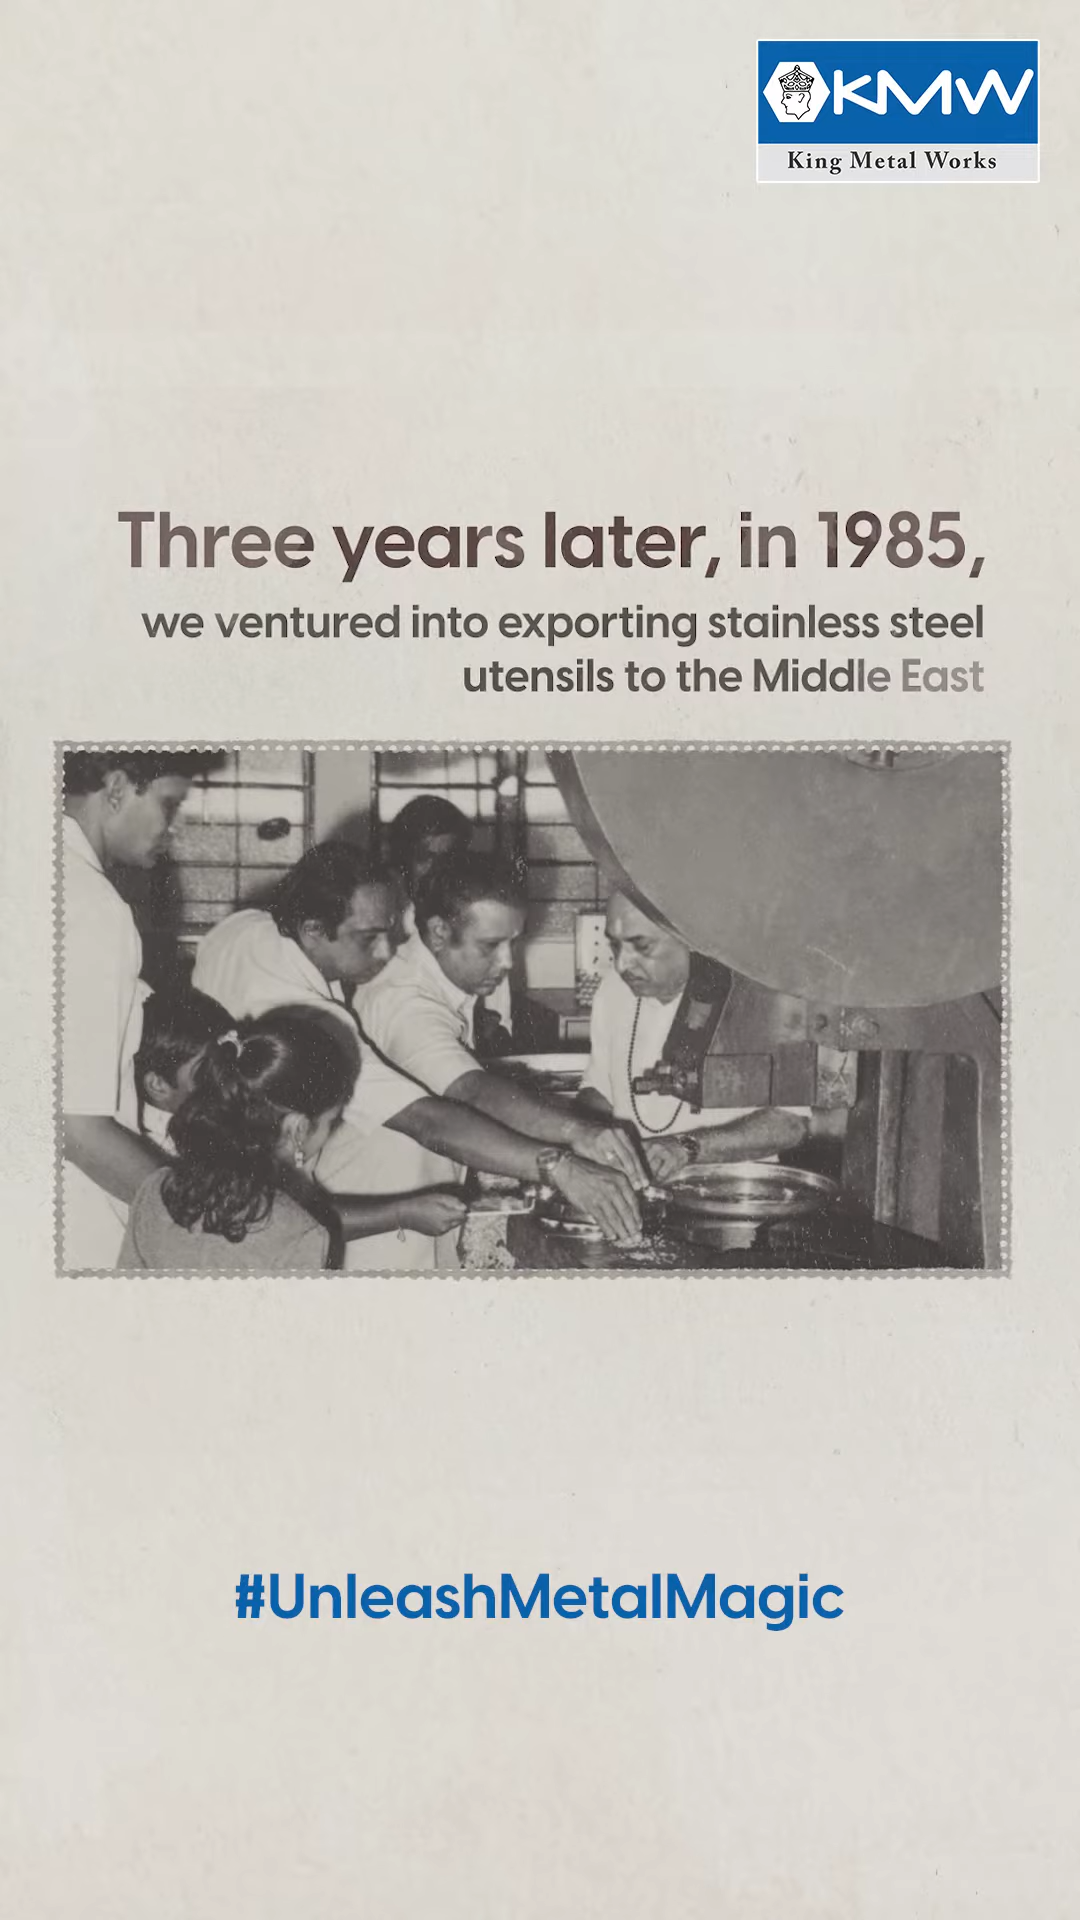 KMW
King Metal Works
Three years later, in 1985,
we ventured into exporting stainless steel
utensils to the Middle East
#UnleashMetalMagic